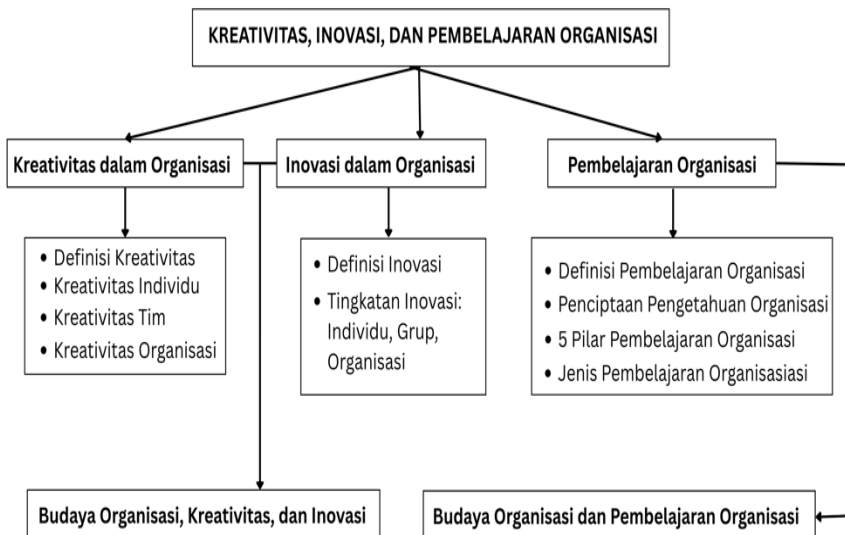 KREATIVITAS, INOVASI, DAN PEMBELAJARAN ORGANISASI
Kreativitas dalam Organisasi
Inovasi dalam Organisasi
Pembelajaran Organisasi
• Definisi Kreativitas
• Kreativitas Individu
• Kreativitas Tim
• Kreativitas Organisasi
• Definisi Inovasi
• Tingkatan Inovasi:
Individu, Grup,
Organisasi
• Definisi Pembelajaran Organisasi
• Penciptaan Pengetahuan Organisasi
• 5 Pilar Pembelajaran Organisasi
• Jenis Pembelajaran Organisasiasi
Budaya Organisasi, Kreativitas, dan Inovasi
Budaya Organisasi dan Pembelajaran Organisasi